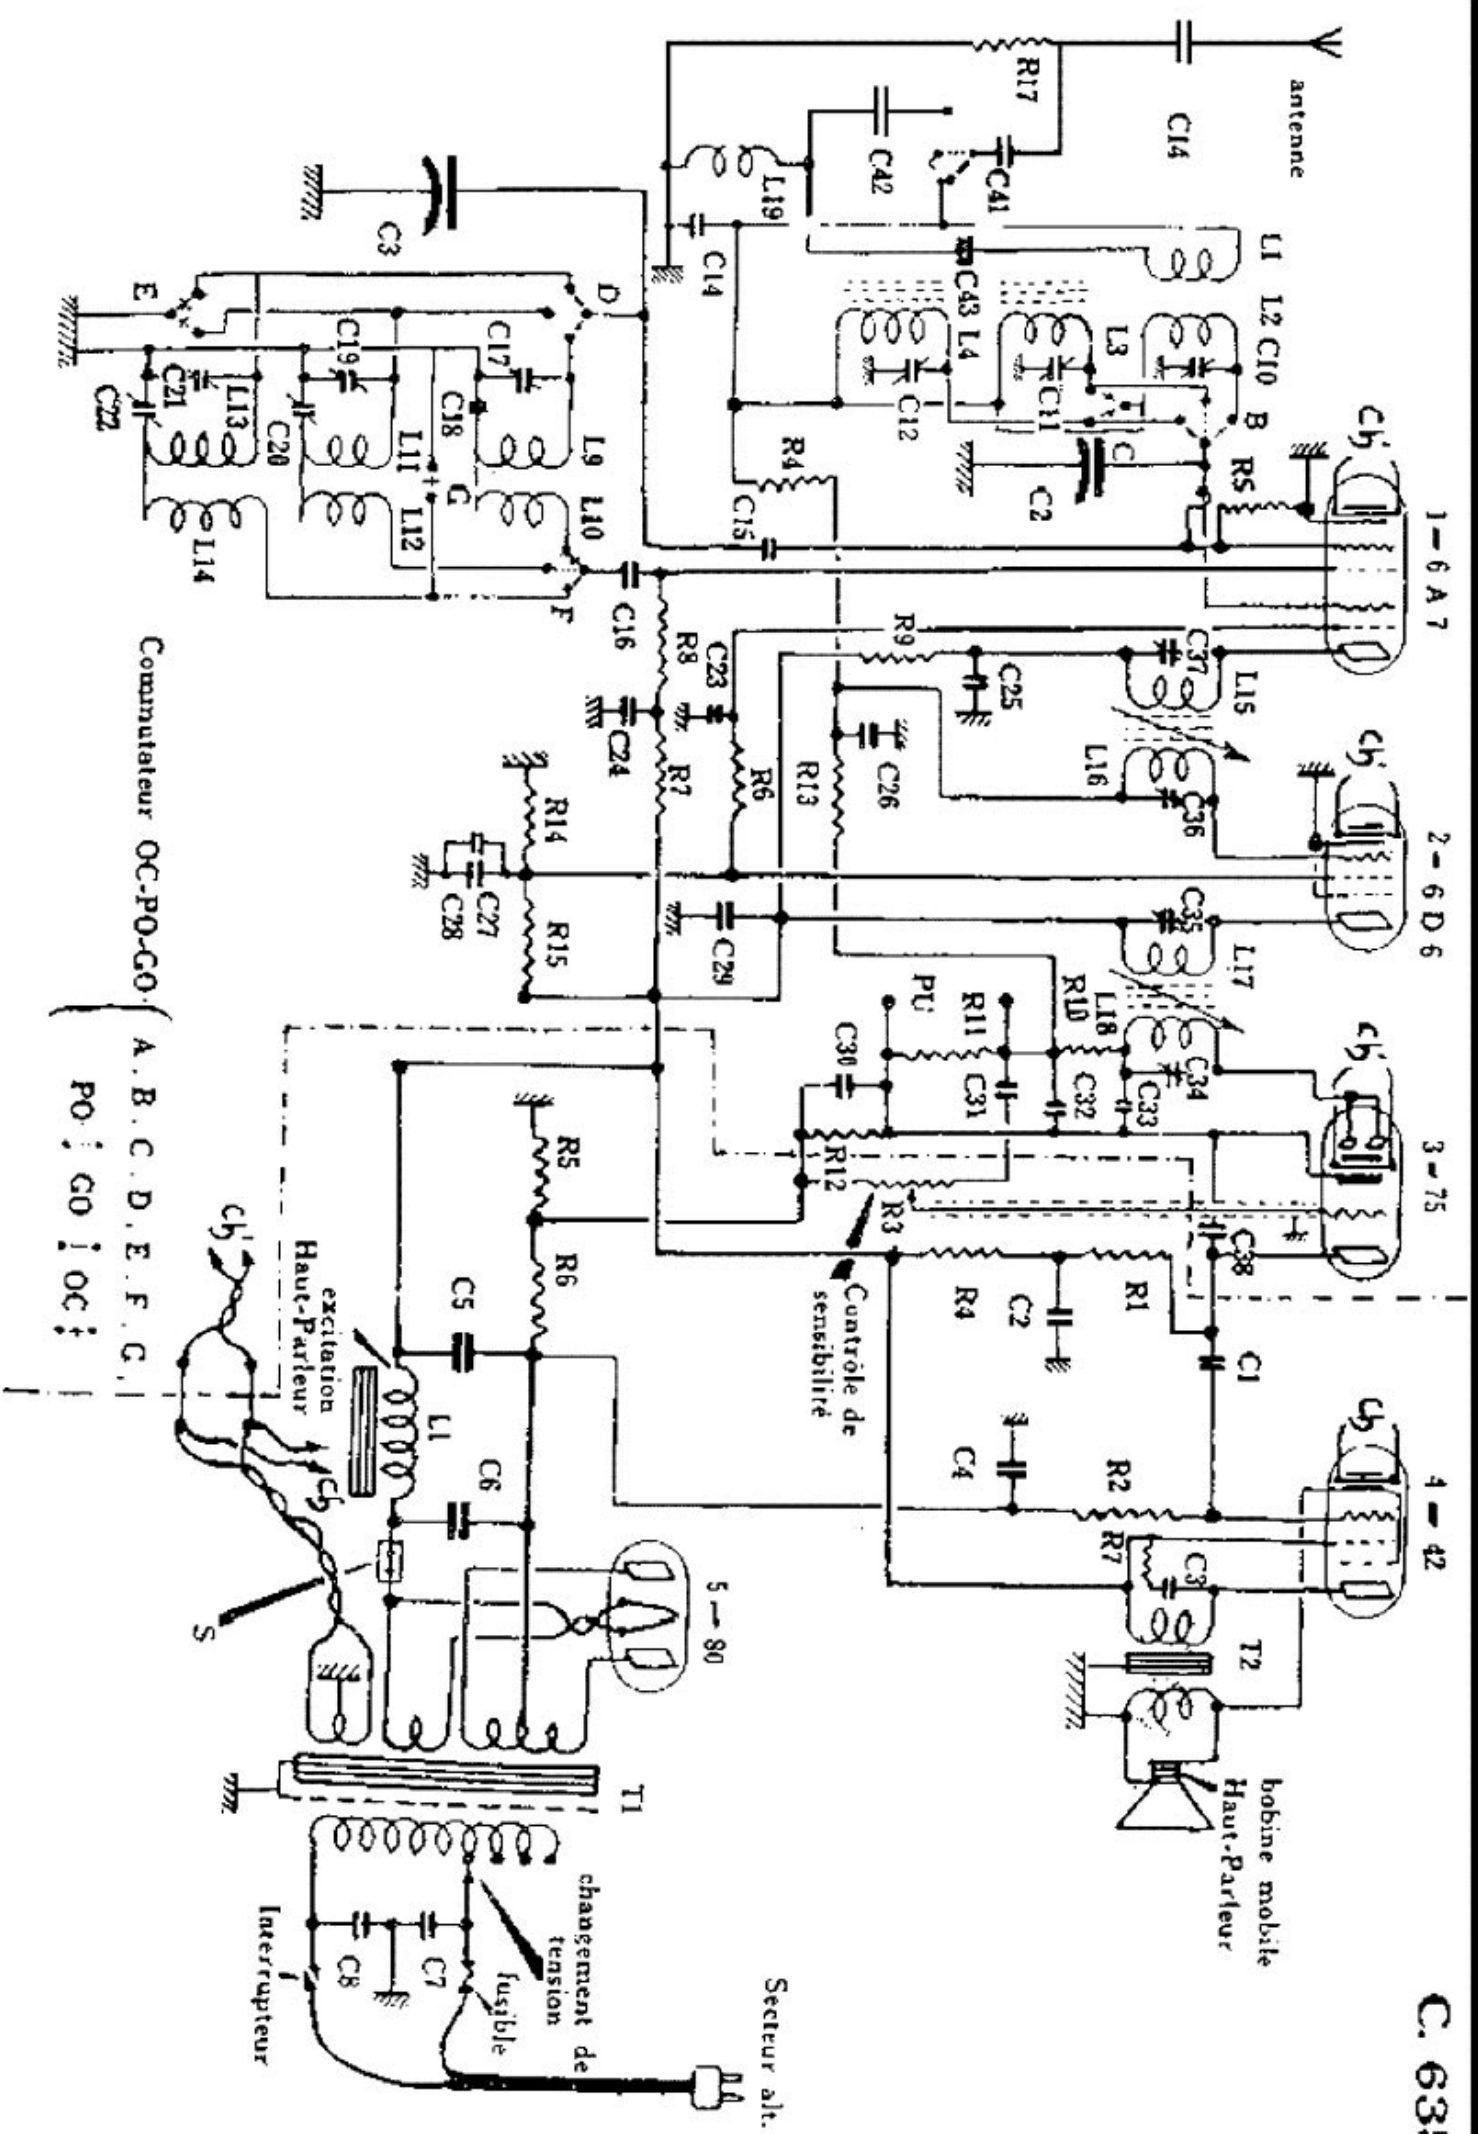 C. 63
antenne
C14
R17
C41
C42
L19
C14
C43
L1
L2
C10
L3
L4
C11
C12
B
C
C2
C3
E
D
C17
C19
C18
L13
C21
C22
C20
L11
L9
G
L10
L12
L14
F
R4
C15
C16
R5
Ch'
1 — 6 A 7
R9
C37
L15
C25
R8
C23
C24
R7
R6
R13
C26
L16
C36
Ch'
2 - 6 D 6
R14
C27
C28
R15
C29
C35
L17
PU
R11
R10
L18
C34
C30
C31
C32
C33
Ch'
3 - 75
R12
R3
C38
Contrôle de
sensibilité
R4
C2
R1
C1
R5
R6
C5
C6
L1
excitation
Haut-Parleur
Ch'
Ch
S
C4
R2
R7
C3
Ch
4 — 42
T2
bobine mobile
Haut-Parleur
5 — 80
T1
changement de
tension
fusible
C7
C8
Interrupteur
Secteur alt.
Commutateur OC-PO-GO
A . B . C . D . E . F . G .
PO GO OC